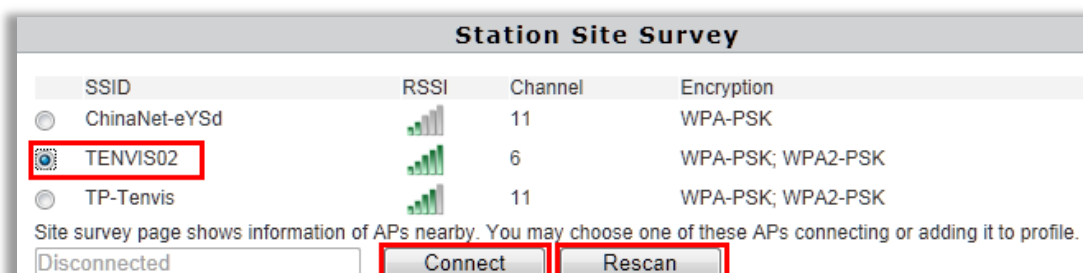 Station Site Survey
SSID RSSI Channel Encryption
ChinaNet-eYSd 11 WPA-PSK
TENVIS02 6 WPA-PSK; WPA2-PSK
TP-Tenvis 11 WPA-PSK; WPA2-PSK
Site survey page shows information of APs nearby. You may choose one of these APs connecting or adding it to profile.
Disconnected Connect Rescan